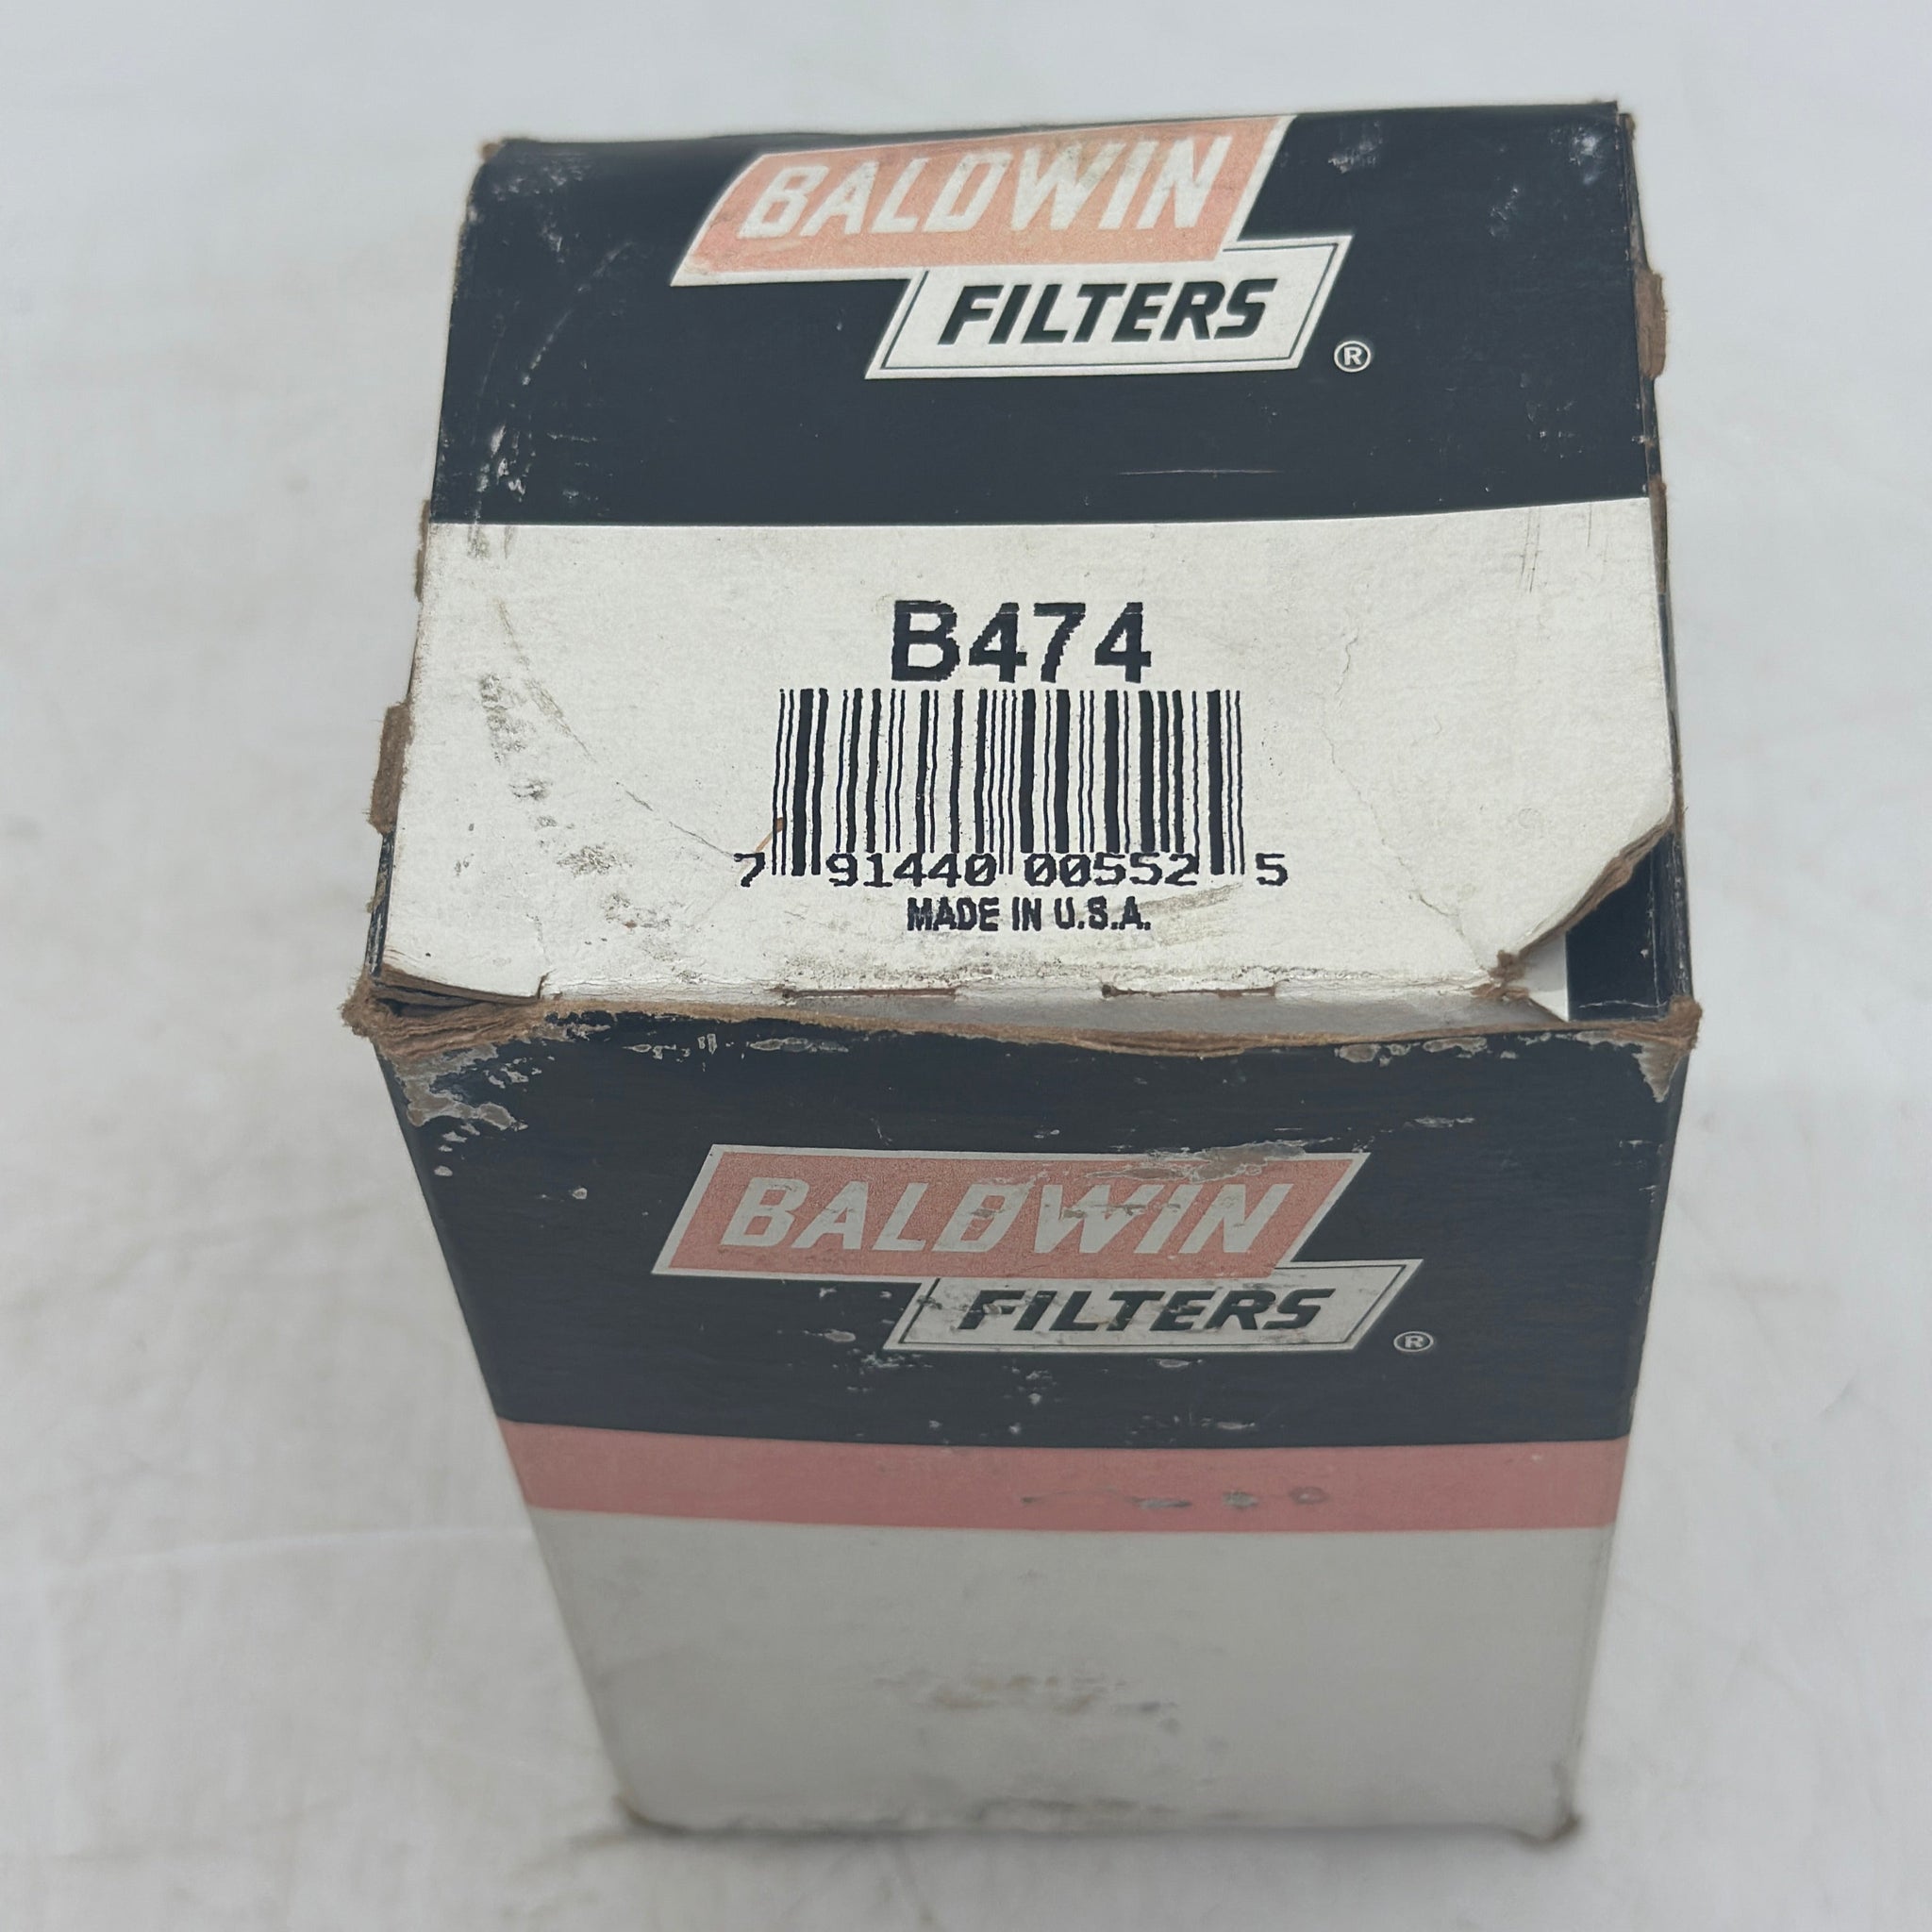 BALDWIN
FILTERS
®
B474
7 91440 00552 5
MADE IN U.S.A.
BALDWIN
FILTERS
®